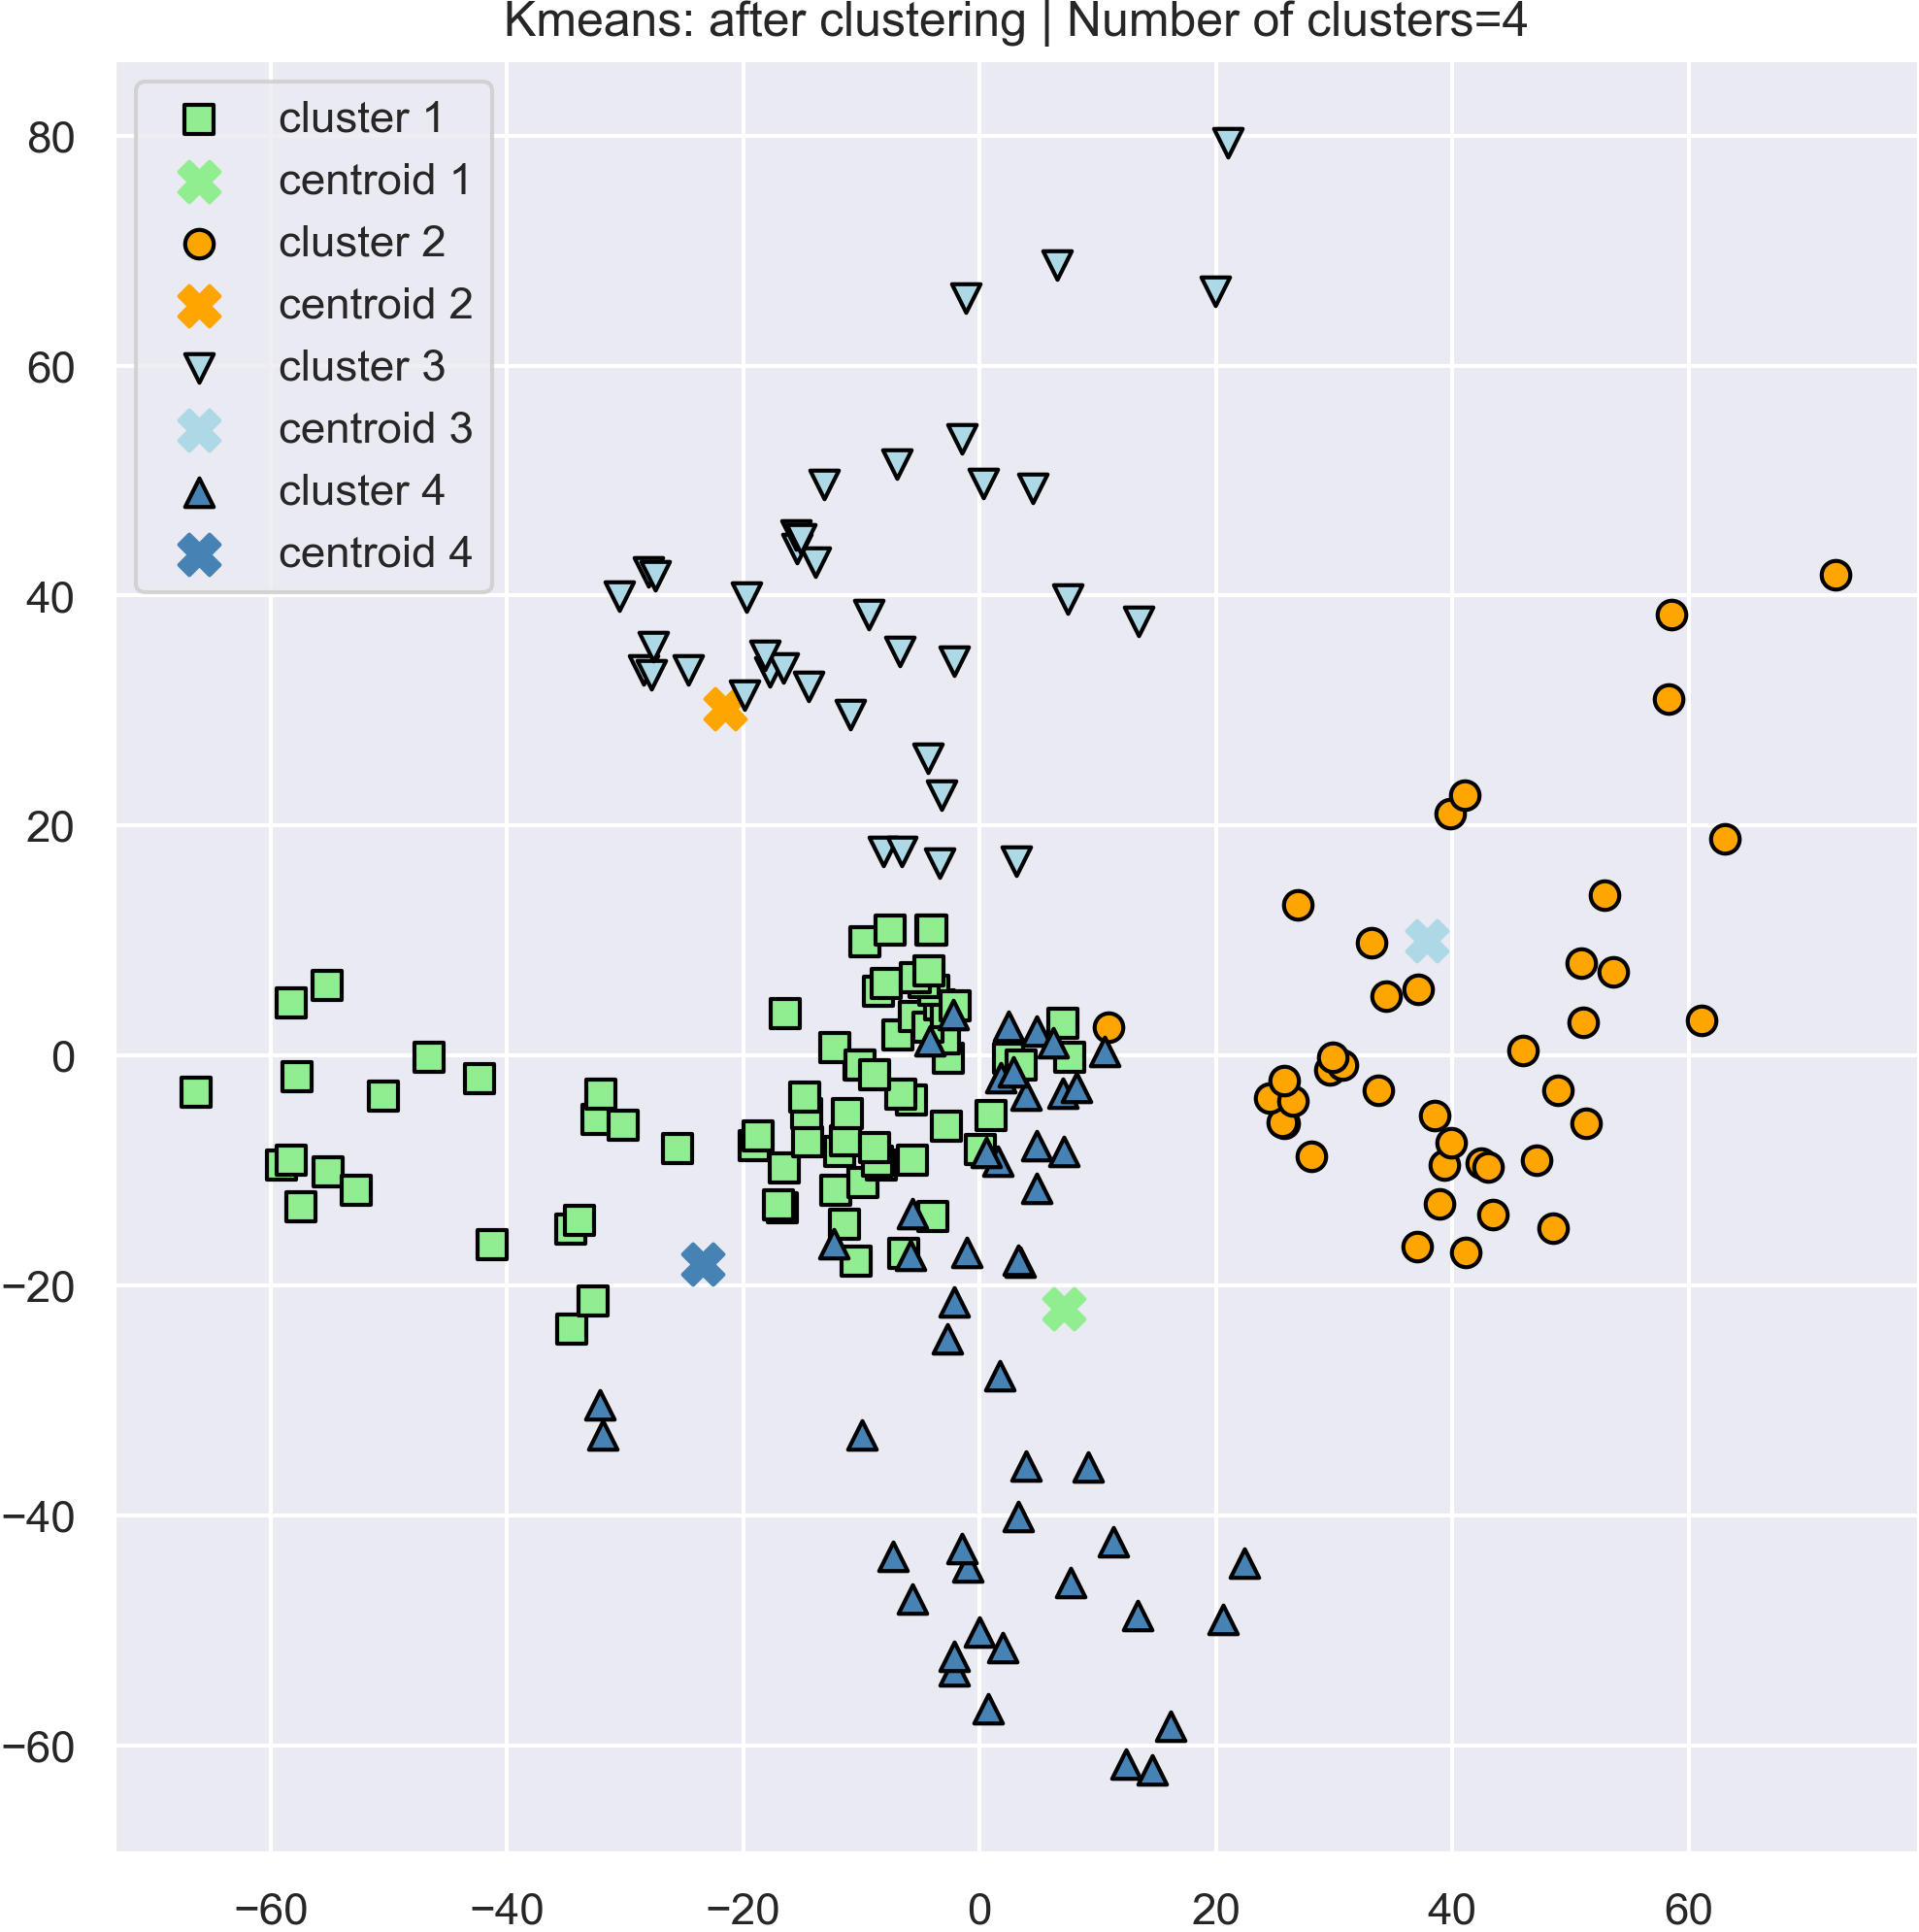 Kmeans: after clustering | Number of clusters=4
cluster 1
centroid 1
cluster 2
centroid 2
cluster 3
centroid 3
cluster 4
centroid 4
80
60
40
20
0
−20
−40
−60
−60 −40 −20 0 20 40 60